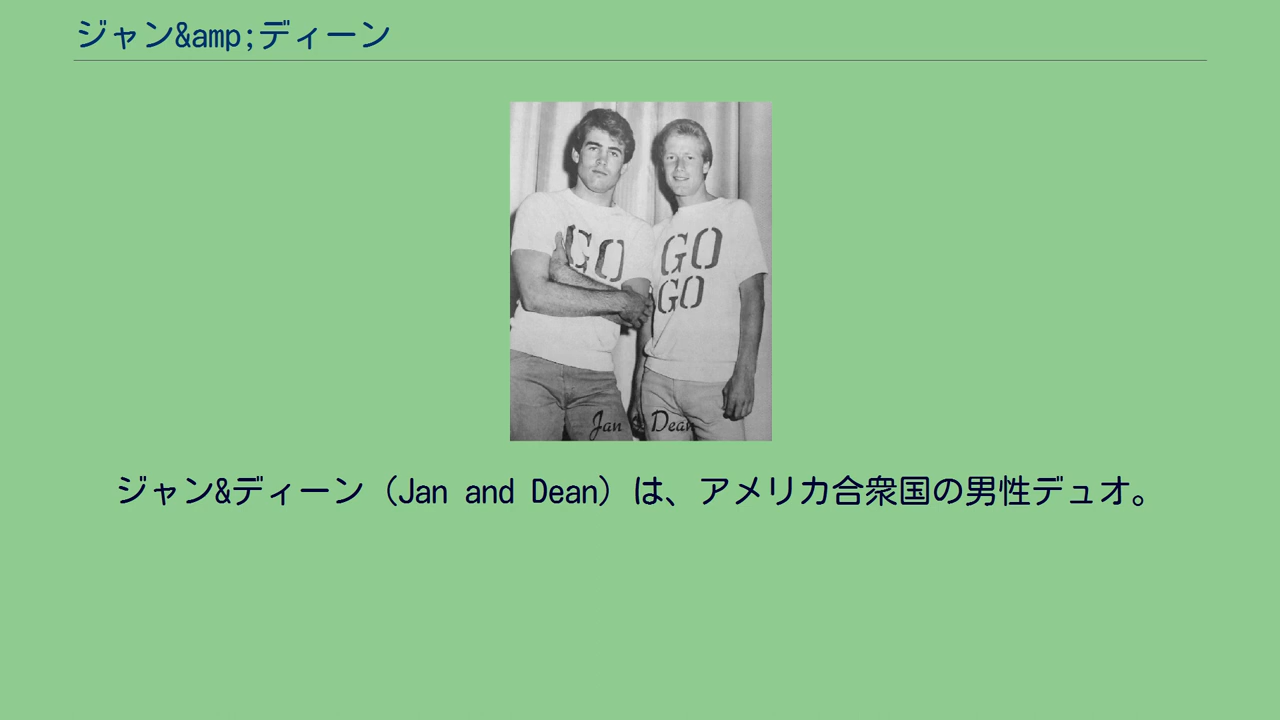 ジャン&amp;ディーン
GO
GO
GO
Jan & Dean
ジャン&ディーン（Jan and Dean）は、アメリカ合衆国の男性デュオ。